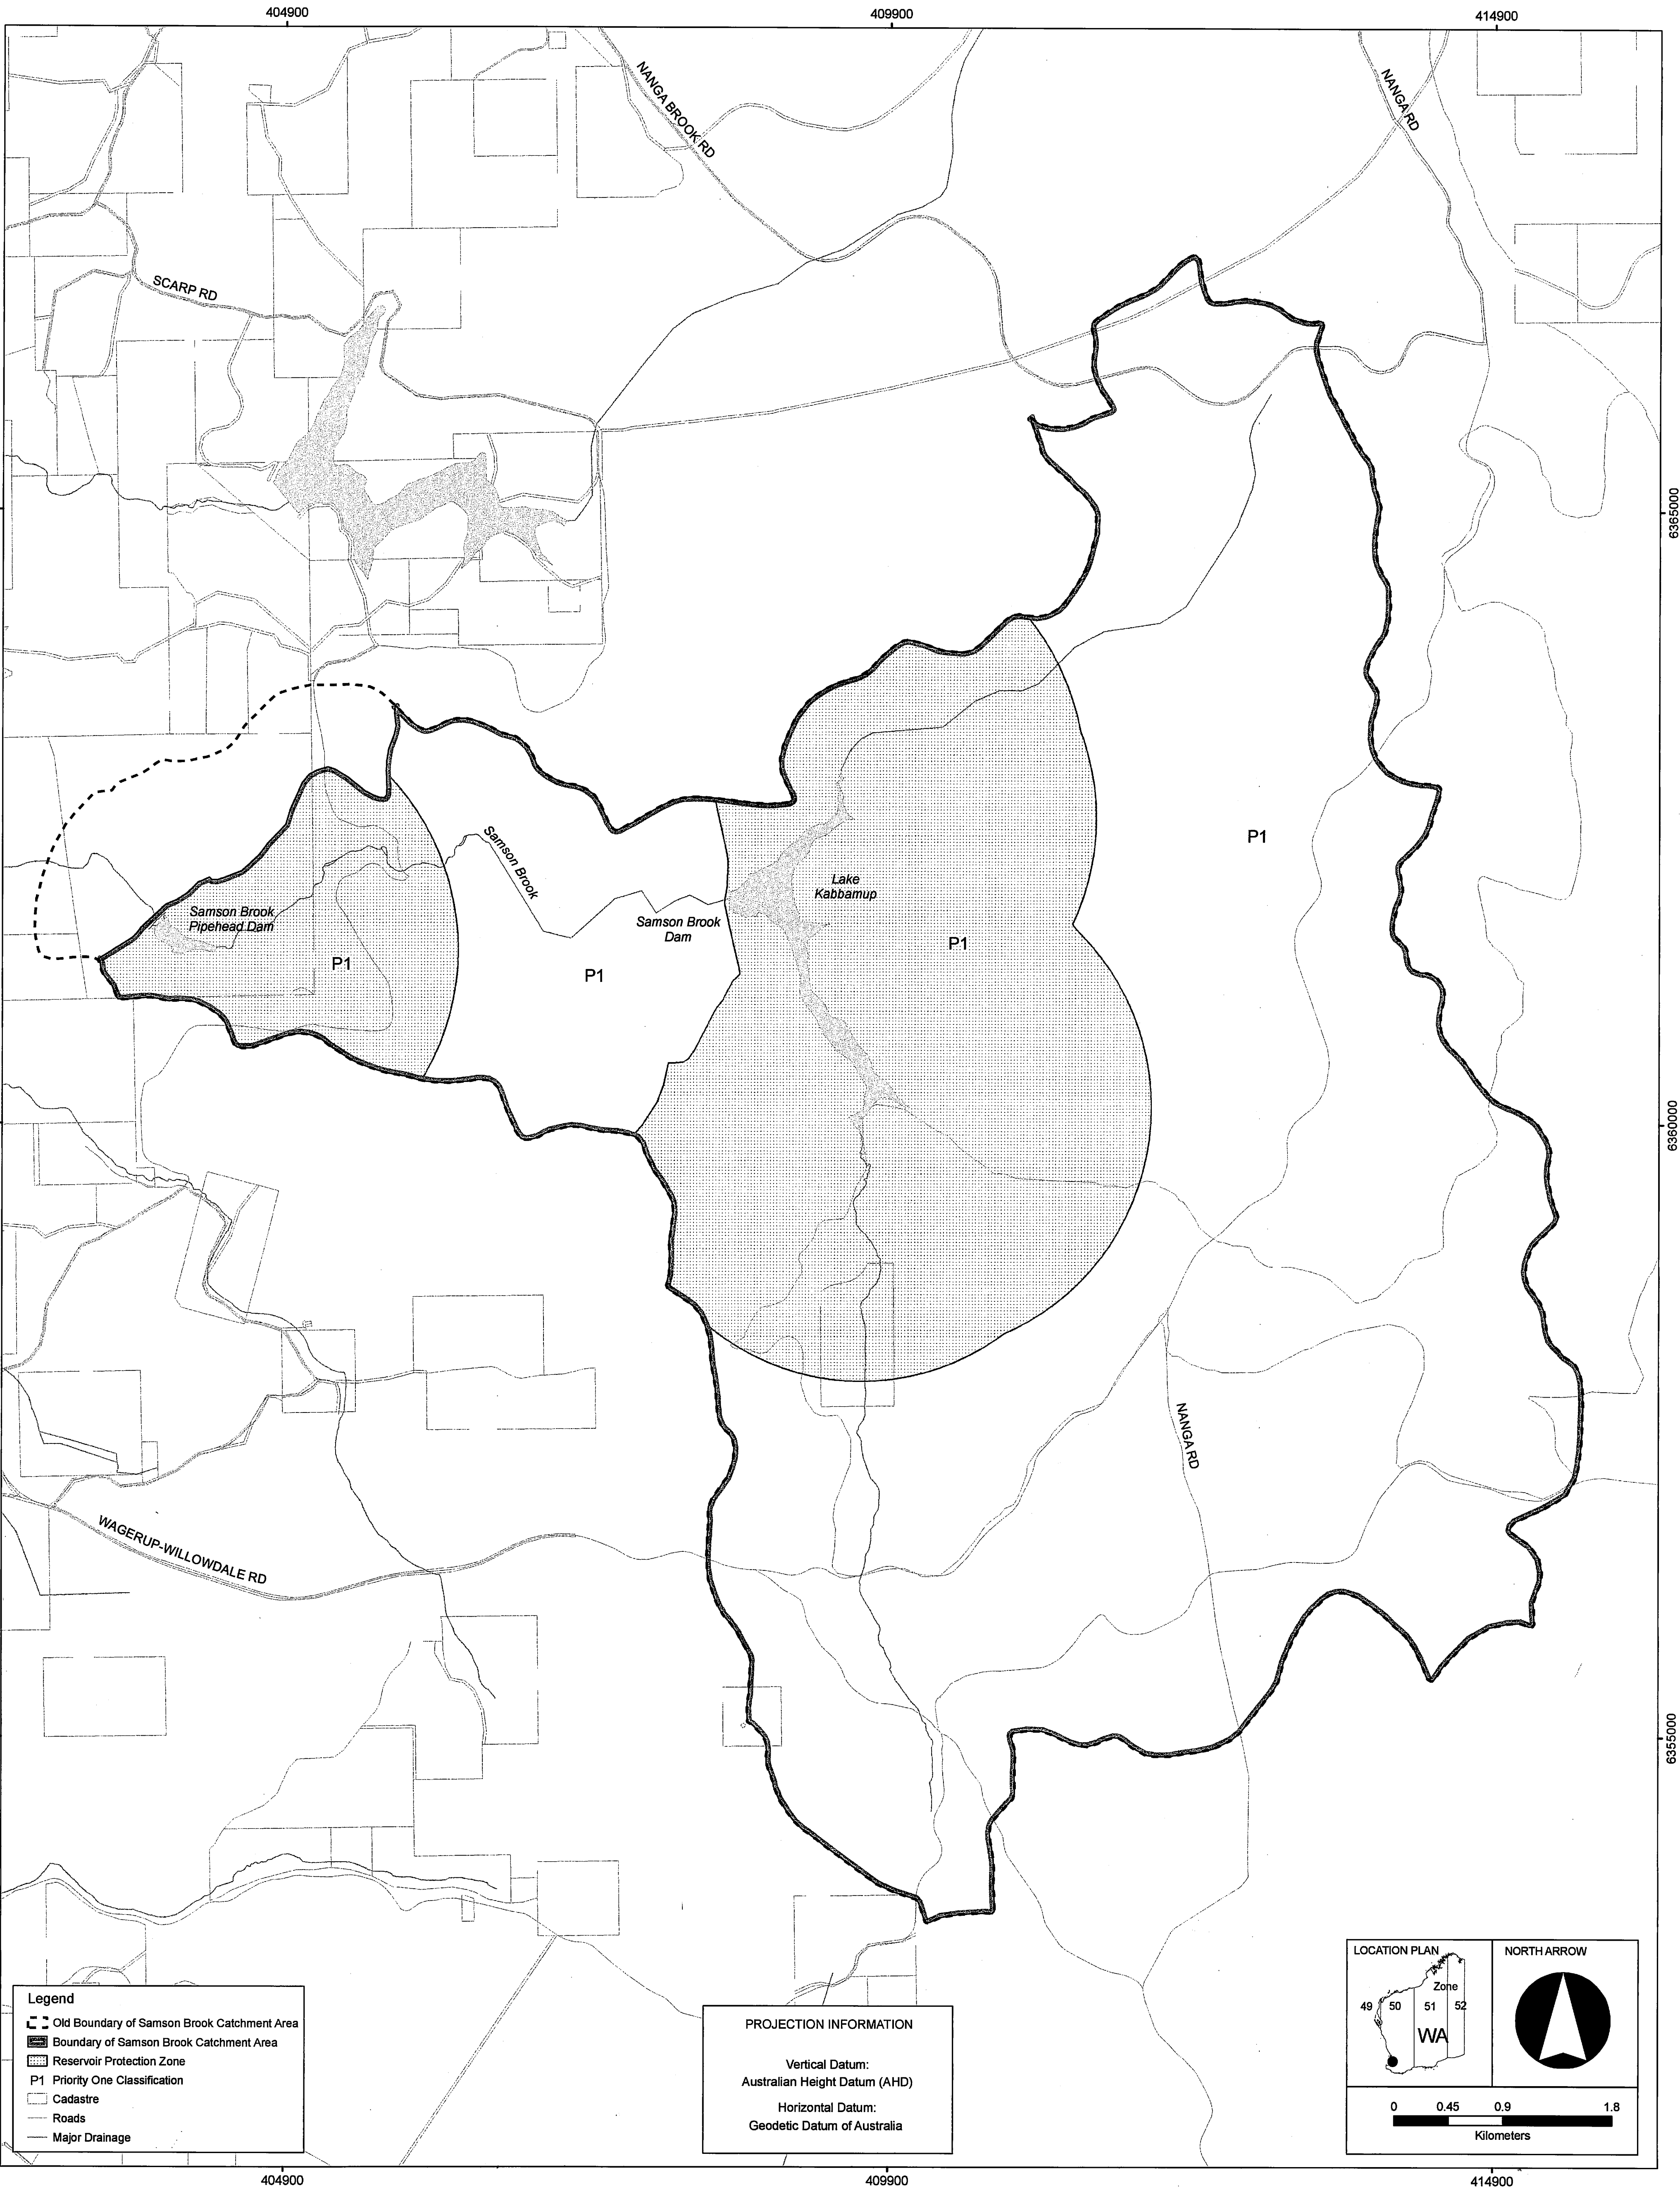 404900
409900
414900
NANGA BROOK RD
NANGA RD
SCARP RD
6365000
Samson Brook
P1
Lake
Kabbamup
Samson Brook
Pipehead Dam
Samson Brook
Dam
P1
P1
P1
6360000
NANGA RD
WAGERUP-WILLOWDALE RD
6355000
Legend
Old Boundary of Samson Brook Catchment Area
Boundary of Samson Brook Catchment Area
Reservoir Protection Zone
P1 Priority One Classification
Cadastre
Roads
Major Drainage
PROJECTION INFORMATION
Vertical Datum:
Australian Height Datum (AHD)
Horizontal Datum:
Geodetic Datum of Australia
LOCATION PLAN
Zone
49 50 51 52
WA
NORTH ARROW
0 0.45 0.9 1.8
Kilometers
404900
409900
414900